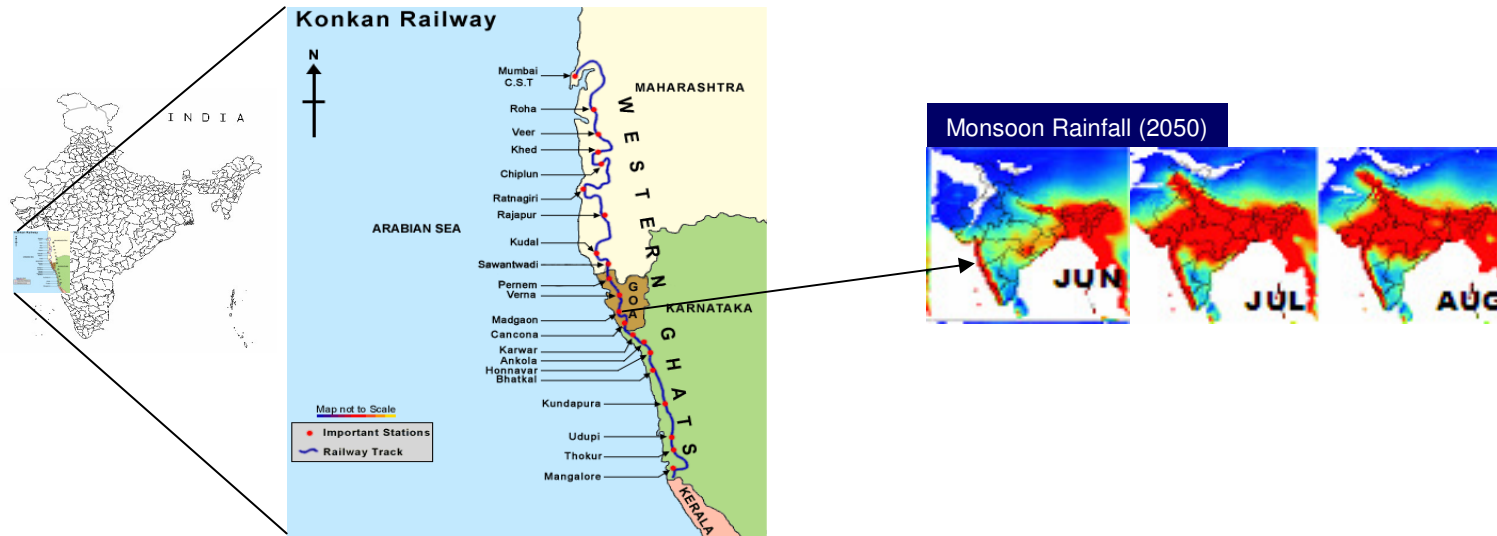 Konkan Railway
N
INDIA
Mumbai
C.S.T
MAHARASHTRA
Roha
Veer
Khed
Chiplun
Ratnagiri
Rajapur
ARABIAN SEA
Kudal
Sawantwadi
Pernem
Verna
Madgaon
Cancona
Karwar
Ankola
Honnavar
Bhatkal
Kundapura
Udupi
Thokur
Mangalore
WESTERN GHATS
GOA
KARNATAKA
KERALA
Map not to Scale
Important Stations
Railway Track
Monsoon Rainfall (2050)
JUN
JUL
AUG
Konkan Railway